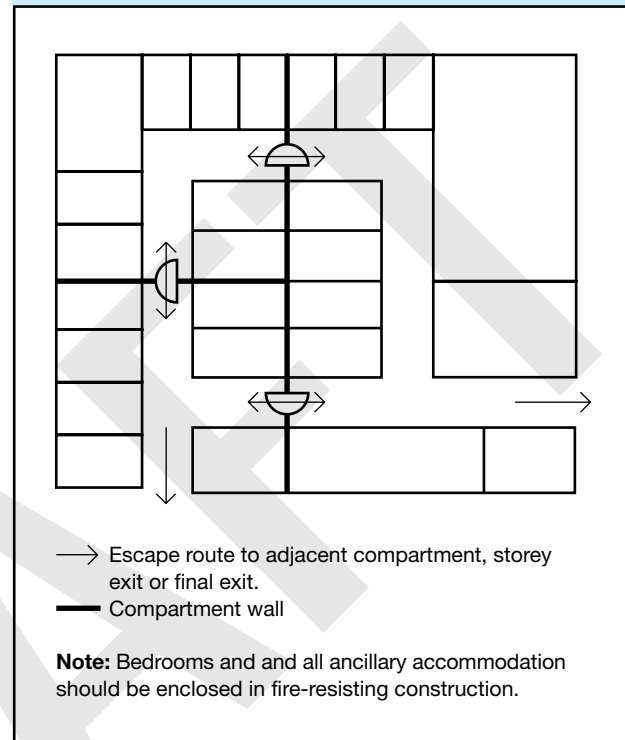 Escape route to adjacent compartment, storey
exit or final exit.
Compartment wall
Note: Bedrooms and and all ancillary accommodation
should be enclosed in fire-resisting construction.